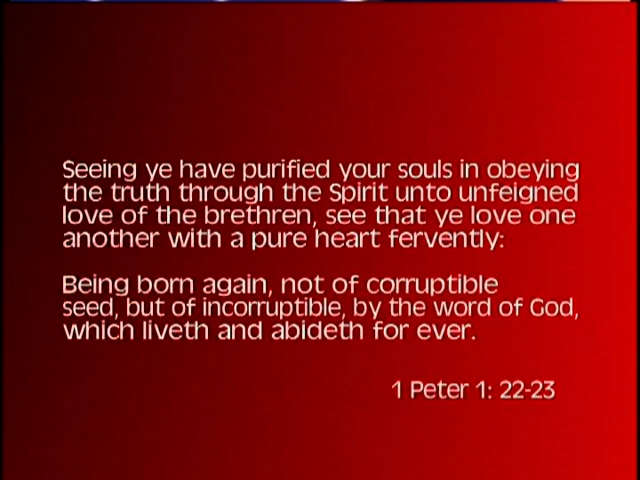 Seeing ye have purified your souls in obeying
the truth through the Spirit unto unfeigned
love of the brethren, see that ye love one
another with a pure heart fervently:
Being born again, not of corruptible
seed, but of incorruptible, by the word of God,
which liveth and abideth for ever.
1 Peter 1: 22-23